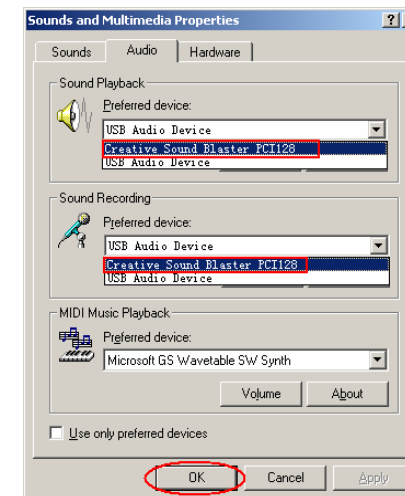 Sounds and Multimedia Properties
Sounds Audio Hardware
Sound Playback
Preferred device:
USB Audio Device
Creative Sound Blaster PCI128
USB Audio Device
Sound Recording
Preferred device:
USB Audio Device
Creative Sound Blaster PCI128
USB Audio Device
MIDI Music Playback
Preferred device:
Microsoft GS Wavetable SW Synth
Volume About
Use only preferred devices
OK Cancel Apply